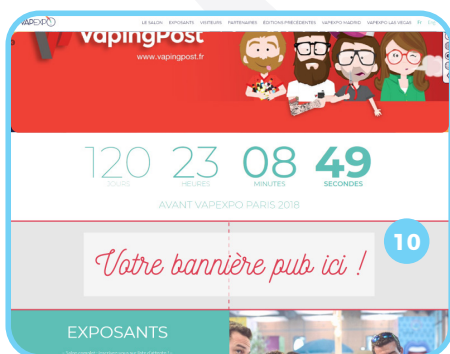 VAPEXPO
LE SALON EXPOSANTS VISITEURS PARTENAIRES ÉDITIONS PRÉCÉDENTES VAPEXPO MADRID VAPEXPO LAS VEGAS
VapingPost
www.vapingpost.fr
120 23 08 49
JOURS HEURES MINUTES SECONDES
AVANT VAPEXPO PARIS 2018
Votre bannière pub ici !
10
EXPOSANTS